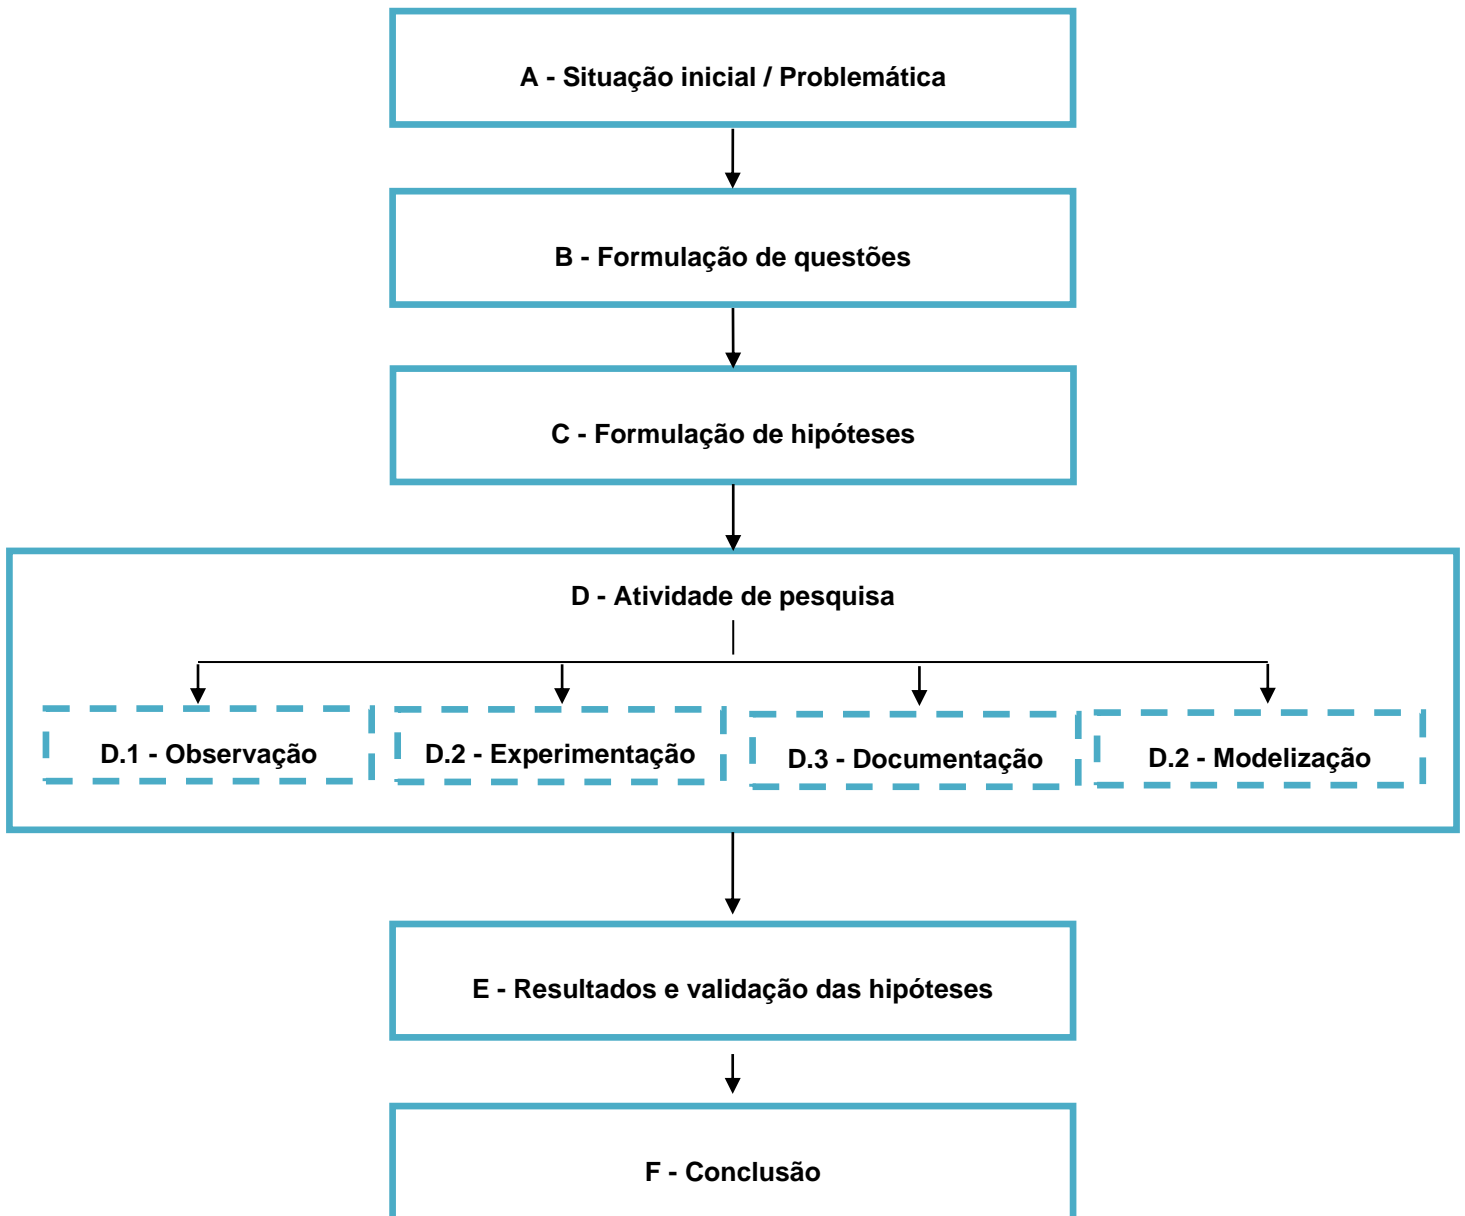 A - Situação inicial / Problemática
B - Formulação de questões
C - Formulação de hipóteses
D - Atividade de pesquisa
D.1 - Observação
D.2 - Experimentação
D.3 - Documentação
D.2 - Modelização
E - Resultados e validação das hipóteses
F - Conclusão